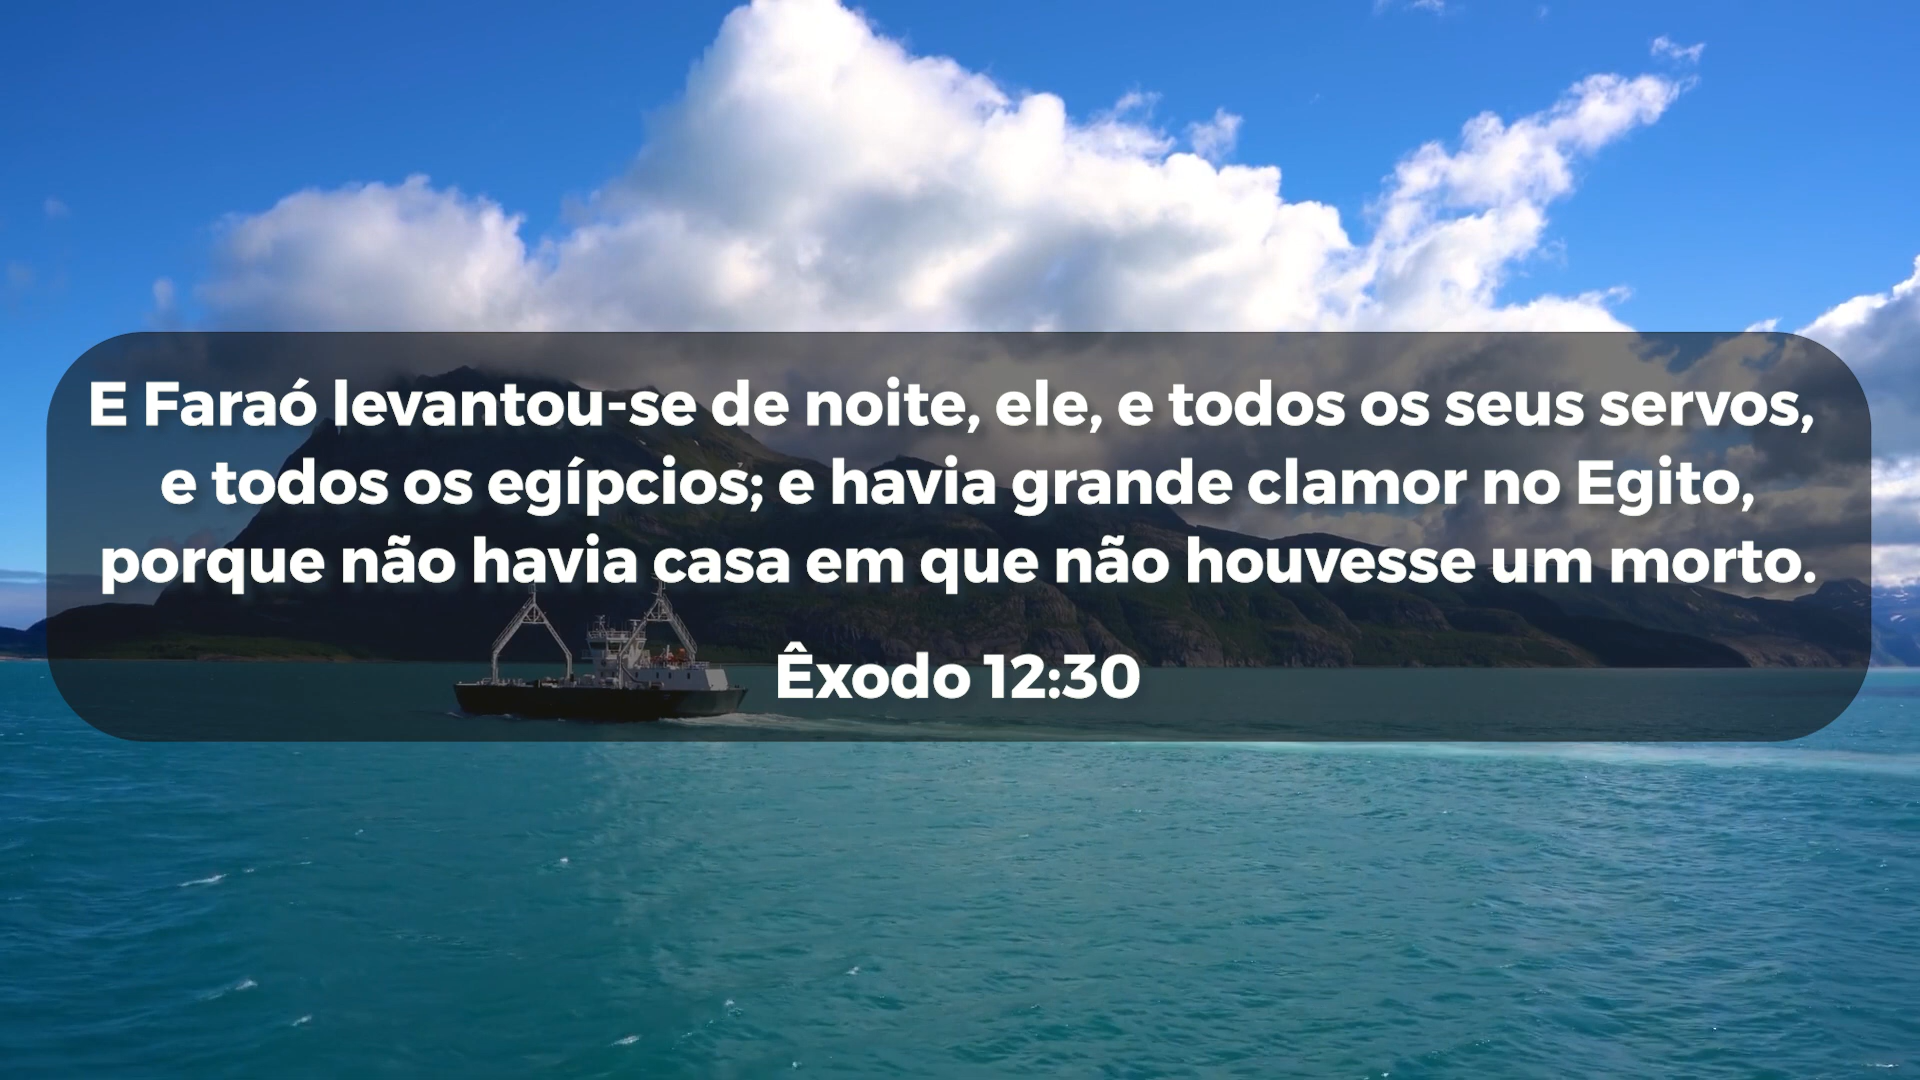 E Faraó levantou-se de noite, ele, e todos os seus servos,
e todos os egípcios; e havia grande clamor no Egito,
porque não havia casa em que não houvesse um morto.
Êxodo 12:30